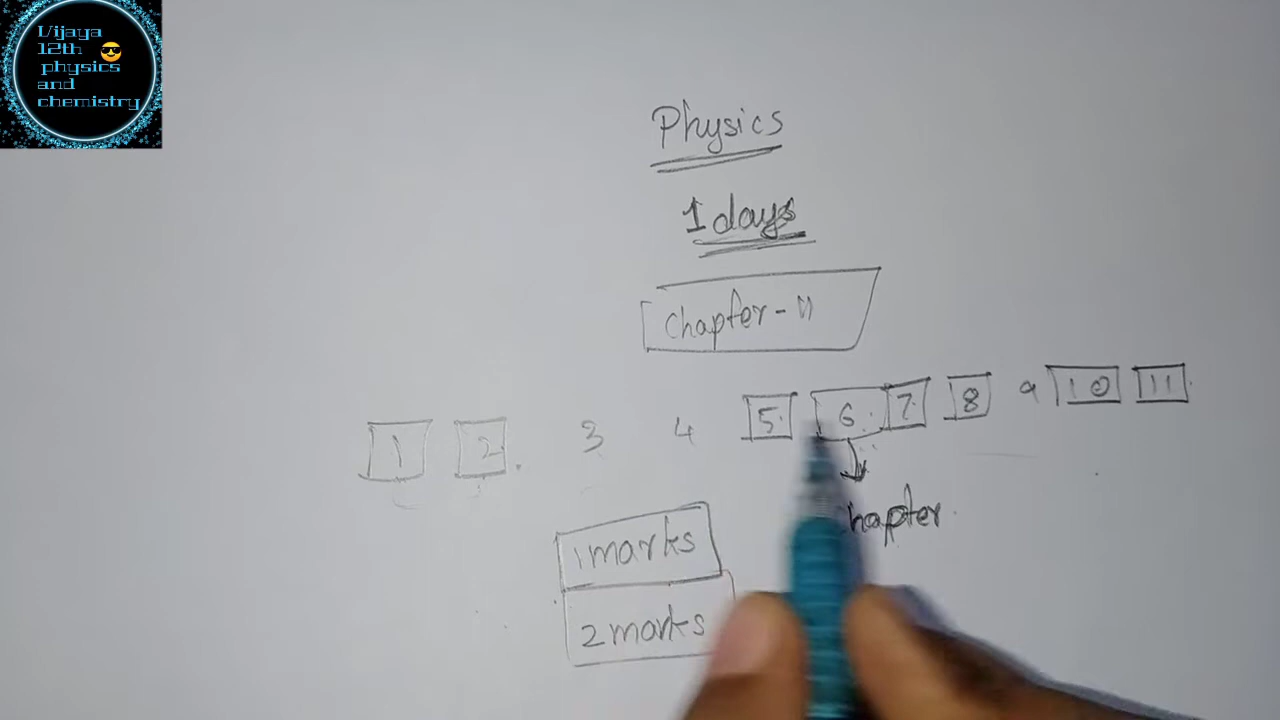 Vijaya
12th
physics
and
chemistry
Physics
1 days
Chapter - 11
1 2. 3 4 5. 6. 7. 8 9 10 11.
hapter.
1 marks
2 marks